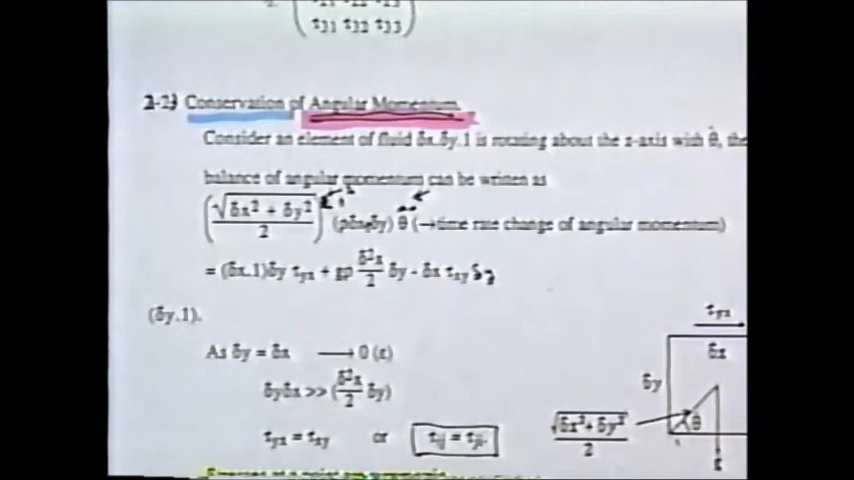 τ31 τ32 τ33
2-23 Conservation of Angular Momentum.
Consider an element of fluid δx.δy.1 is rotating about the z-axis with θ̇, the
balance of angular momentum can be written as
(√(δx² + δy²)/2)² (ρδxδy) θ̈ (→time rate change of angular momentum)
= (δx.1)δy τyx + gρ δ²x/2 δy - δx τxy δy
(δy.1).
As δy = δx ⟶ 0 (ε)
δyδx >> (δ²x/2 δy)
τyx = τxy or τij = τji.
τyx
δx
δy
√(δx² + δy²)/2
θ
g